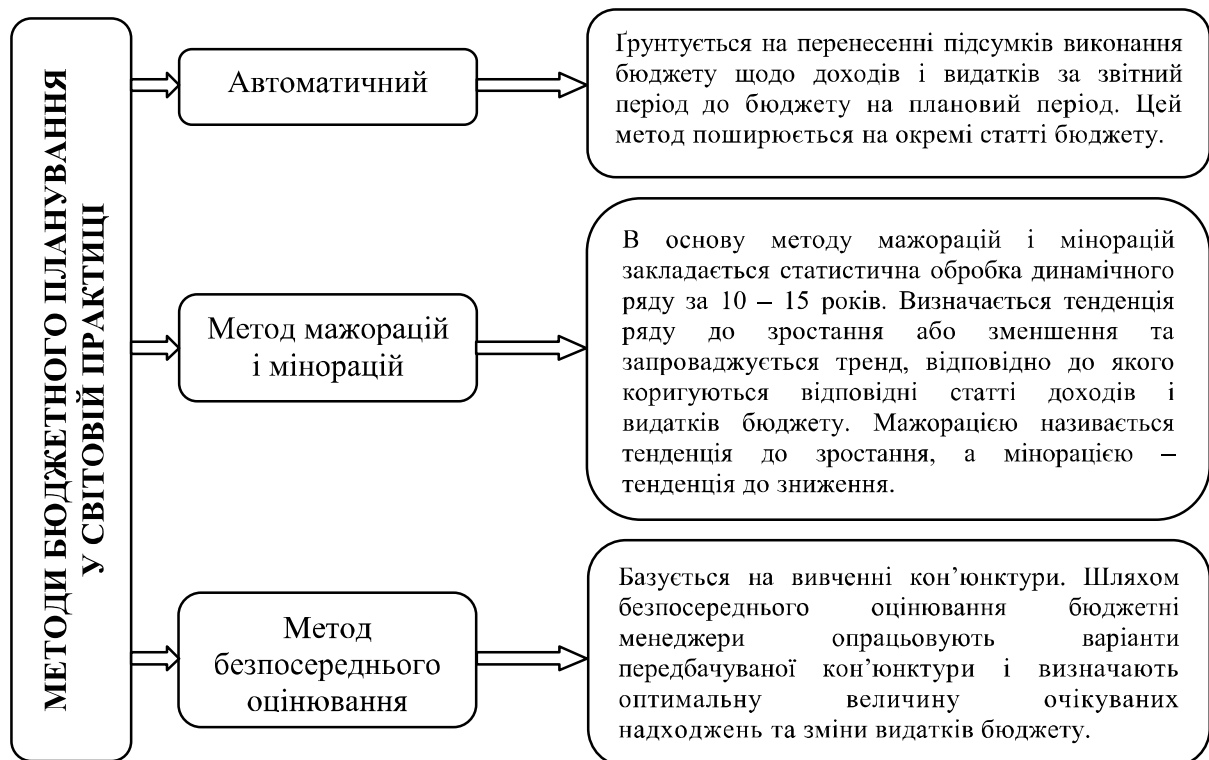 МЕТОДИ БЮДЖЕТНОГО ПЛАНУВАННЯ
У СВІТОВІЙ ПРАКТИЦІ
Автоматичний
Ґрунтується на перенесенні підсумків виконання
бюджету щодо доходів і видатків за звітний
період до бюджету на плановий період. Цей
метод поширюється на окремі статті бюджету.
Метод мажорацій
і мінорацій
В основу методу мажорацій і мінорацій
закладається статистична обробка динамічного
ряду за 10 – 15 років. Визначається тенденція
ряду до зростання або зменшення та
запроваджується тренд, відповідно до якого
коригуються відповідні статті доходів і
видатків бюджету. Мажорацією називається
тенденція до зростання, а мінорацією –
тенденція до зниження.
Метод
безпосереднього
оцінювання
Базується на вивченні кон’юнктури. Шляхом
безпосереднього оцінювання бюджетні
менеджери опрацьовують варіанти
передбачуваної кон’юнктури і визначають
оптимальну величину очікуваних
надходжень та зміни видатків бюджету.